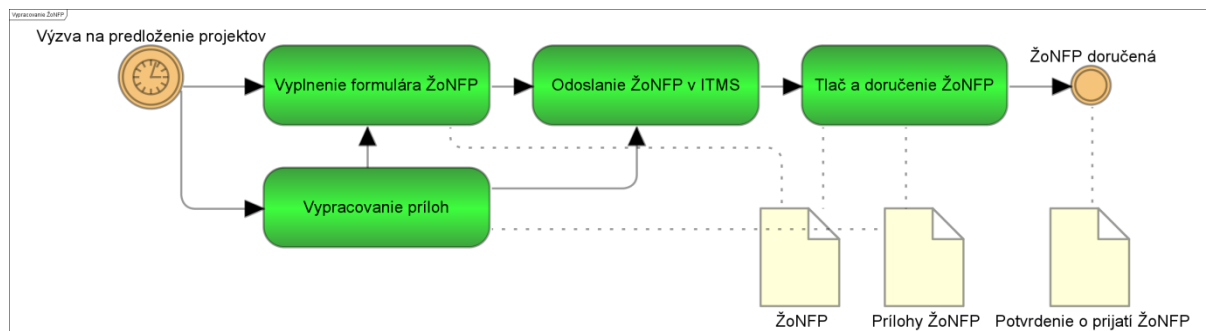 Vypracovanie ŽoNFP
Výzva na predloženie projektov
Vyplnenie formulára ŽoNFP
Odoslanie ŽoNFP v ITMS
Tlač a doručenie ŽoNFP
ŽoNFP doručená
Vypracovanie príloh
ŽoNFP
Prílohy ŽoNFP
Potvrdenie o prijatí ŽoNFP